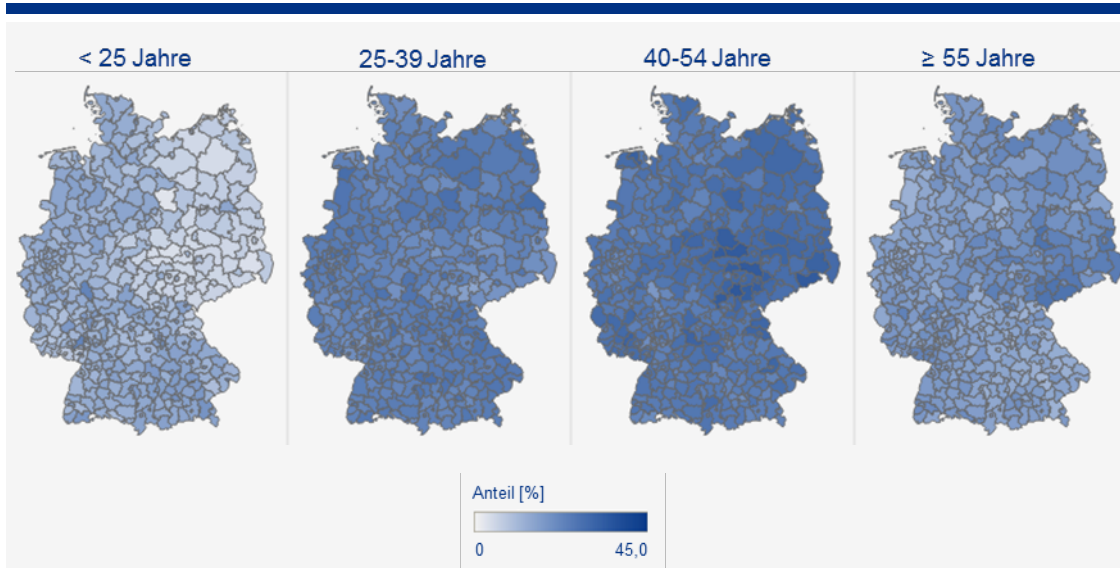 < 25 Jahre
25-39 Jahre
40-54 Jahre
≥ 55 Jahre
Anteil [%]
0
45,0